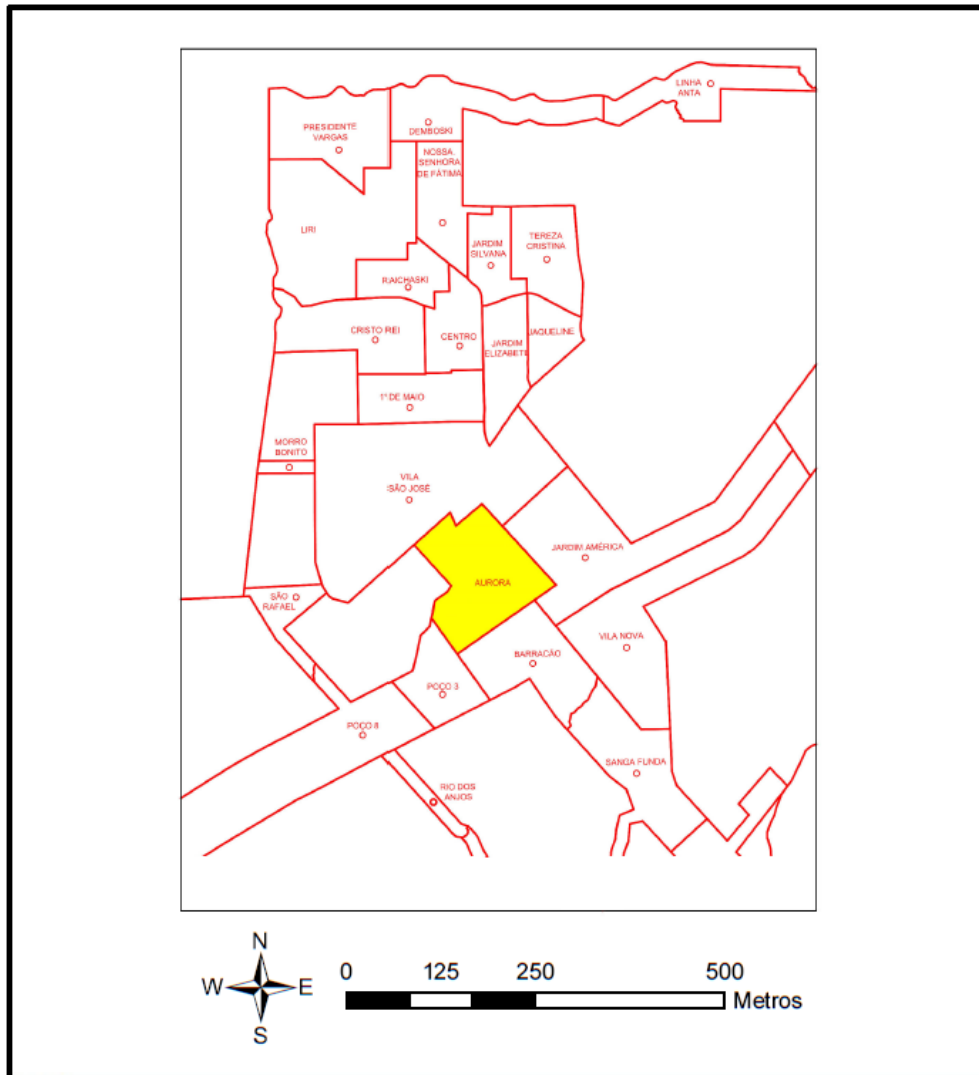 LINHA
ANTA
PRESIDENTE
VARGAS
DEMBOSKI
NOSSA
SENHORA
DE FÁTIMA
LIRI
JARDIM
SILVANA
TEREZA
CRISTINA
RAICHASKI
CRISTO REI
CENTRO
JARDIM
ELIZABETE
JAQUELINE
1º DE MAIO
MORRO
BONITO
VILA
SÃO JOSÉ
JARDIM AMÉRICA
AURORA
SÃO
RAFAEL
VILA NOVA
BARRACÃO
POÇO 3
POÇO 8
SANGA FUNDA
RIO DOS
ANJOS
N
W E
S
0 125 250 500
Metros